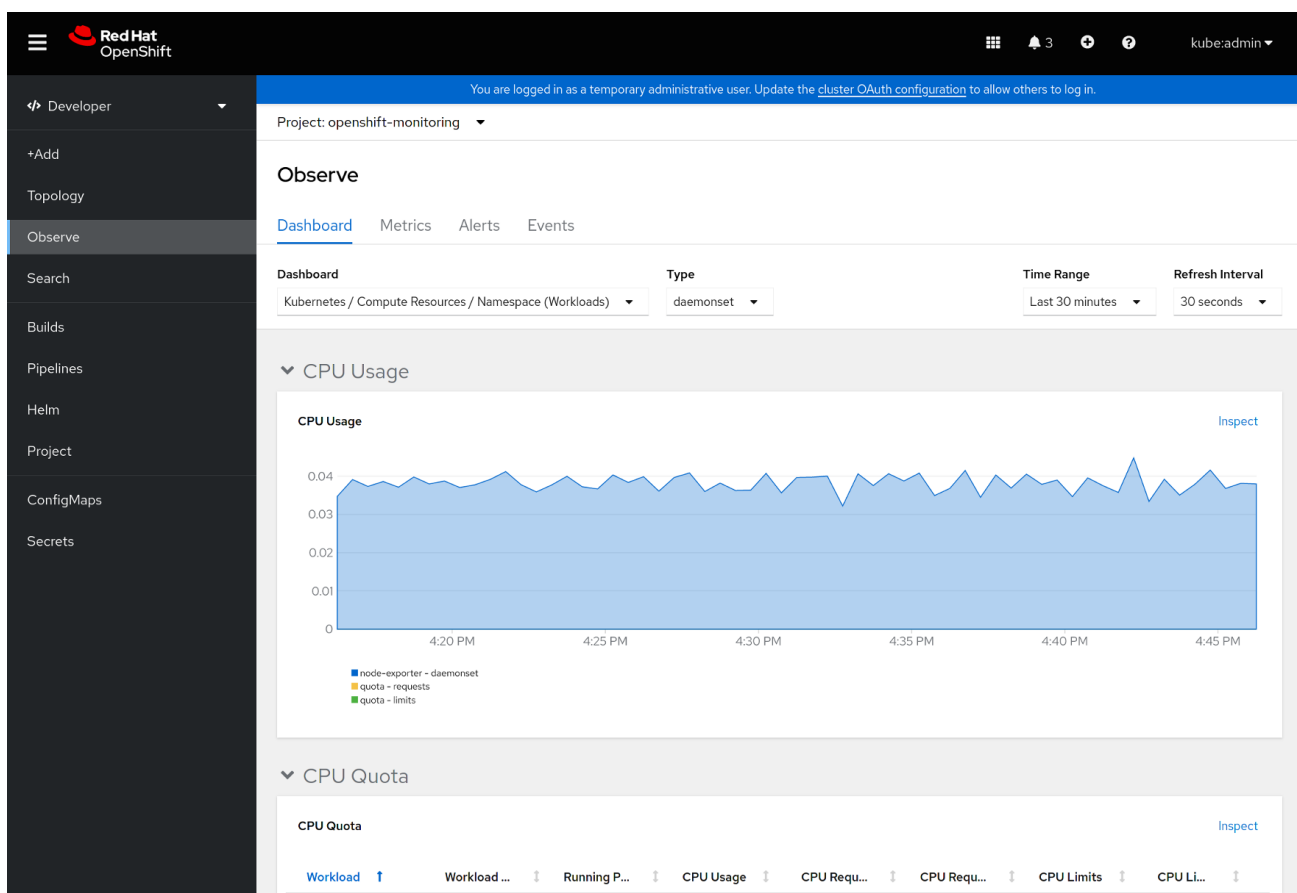 Red Hat
OpenShift
3
kube:admin
Developer
You are logged in as a temporary administrative user. Update the cluster OAuth configuration to allow others to log in.
Project: openshift-monitoring
+Add
Topology
Observe
Search
Builds
Pipelines
Helm
Project
ConfigMaps
Secrets
Observe
Dashboard Metrics Alerts Events
Dashboard Type Time Range Refresh Interval
Kubernetes / Compute Resources / Namespace (Workloads) daemonset Last 30 minutes 30 seconds
CPU Usage
CPU Usage Inspect
0.04
0.03
0.02
0.01
0
4:20 PM 4:25 PM 4:30 PM 4:35 PM 4:40 PM 4:45 PM
node-exporter - daemonset
quota - requests
quota - limits
CPU Quota
CPU Quota Inspect
Workload Workload ... Running P... CPU Usage CPU Requ... CPU Requ... CPU Limits CPU Li...